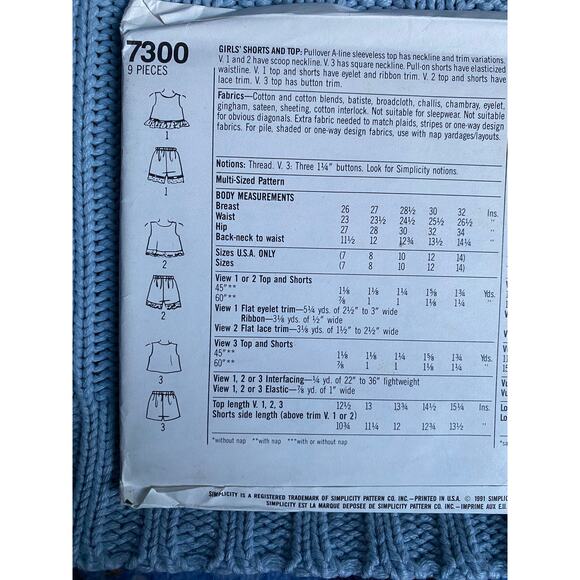 7300
9 PIECES
GIRLS' SHORTS AND TOP: Pullover A-line sleeveless top has neckline and trim variations.
V. 1 and 2 have scoop neckline. V. 3 has square neckline. Pull-on shorts have elasticized
waistline. V. 1 top and shorts have eyelet and ribbon trim. V. 2 top and shorts have
lace trim. V. 3 top has button trim.
Fabrics—Cotton and cotton blends, batiste, broadcloth, challis, chambray, eyelet,
gingham, sateen, sheeting, cotton interlock. Not suitable for sleepwear. Not suitable
for obvious diagonals. Extra fabric needed to match plaids, stripes or one-way design
fabrics. For pile, shaded or one-way design fabrics, use with nap yardages/layouts.
Notions: Thread. V. 3: Three 1¼" buttons. Look for Simplicity notions.
Multi-Sized Pattern
BODY MEASUREMENTS
Breast 26 27 28½ 30 32 Ins.
Waist 23 23½ 24½ 25½ 26½ "
Hip 27 28 30 32 34 "
Back-neck to waist 11½ 12 12¾ 13½ 14¼ "
Sizes U.S.A. ONLY (7 8 10 12 14)
Sizes (7 8 10 12 14)
View 1 or 2 Top and Shorts
45"** 1⅛ 1⅛ 1¼ 1⅝ 1¾ Yds.
60"** ⅞ 1 1 1⅛ 1¼ "
View 1 Flat eyelet trim—5¼ yds. of 2½" to 3" wide
Ribbon—3⅛ yds. of ½" wide
View 2 Flat lace trim—3⅛ yds. of 1½" to 2½" wide
View 3 Top and Shorts
45"** 1⅛ 1⅛ 1¼ 1⅝ 1¾ Yds.
60"** ⅞ 1 1 1⅛ 1¼ "
View 1, 2 or 3 Interfacing—¼ yd. of 22" to 36" lightweight
View 1, 2 or 3 Elastic—⅞ yd. of 1" wide
Top length V. 1, 2, 3 12½ 13 13¾ 14½ 15¼ Ins.
Shorts side length (above trim V. 1 or 2)
10¾ 11¼ 12 12¾ 13½ "
*without nap **with nap ***with or without nap
1
2
2
3
3
SIMPLICITY IS A REGISTERED TRADEMARK OF SIMPLICITY PATTERN CO. INC.—PRINTED IN U.S.A. © 1991 SIMPLIC
SIMPLICITY EST LA MARQUE DEPOSEE DE SIMPLICITY PATTERN CO. INC.—IMPRIME AUX E.U.